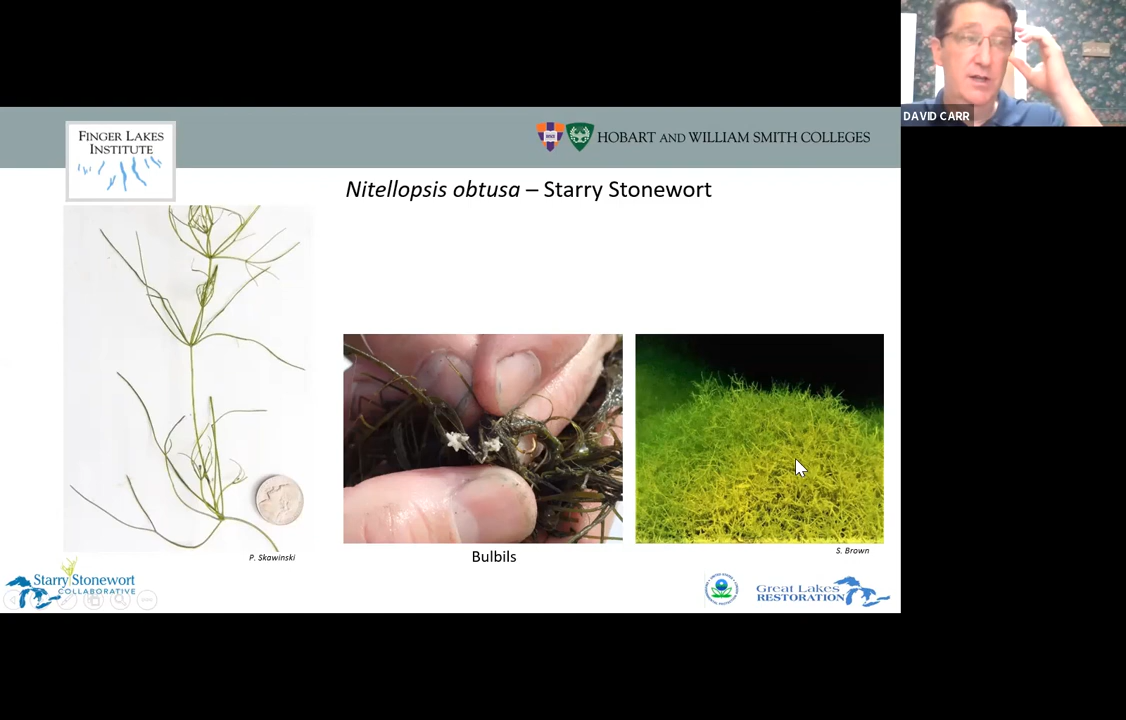 DAVID CARR
FINGER LAKES
INSTITUTE
HOBART AND WILLIAM SMITH COLLEGES
Nitellopsis obtusa – Starry Stonewort
P. Skawinski
Bulbils
S. Brown
Starry Stonewort
COLLABORATIVE
Great Lakes
RESTORATION